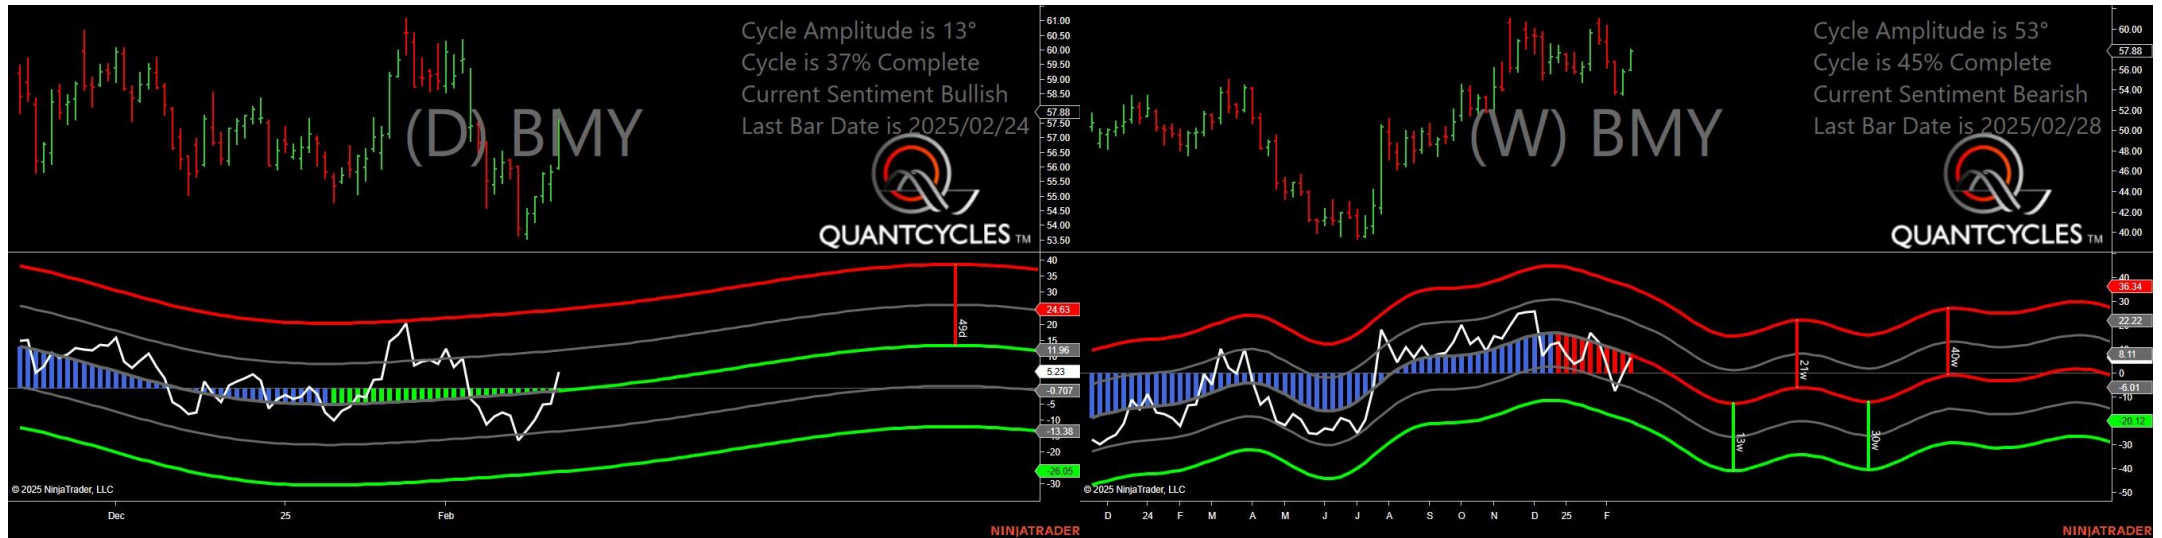 Cycle Amplitude is 13°
Cycle is 37% Complete
Current Sentiment Bullish
Last Bar Date is 2025/02/24
(D) BMY
QUANTCYCLES TM
61.00
60.50
60.00
59.50
59.00
58.50
57.88
57.50
57.00
56.50
56.00
55.50
55.00
54.50
54.00
53.50
40
35
30
24.63
20
15
11.96
5.23
-0.707
-5
-10
-13.38
-20
-26.05
-30
49d
© 2025 NinjaTrader, LLC
Dec
25
Feb
NINJATRADER
Cycle Amplitude is 53°
Cycle is 45% Complete
Current Sentiment Bearish
Last Bar Date is 2025/02/28
(W) BMY
QUANTCYCLES TM
60.00
57.88
56.00
54.00
52.00
50.00
48.00
46.00
44.00
42.00
40.00
40
36.34
30
22.22
8.11
0
-6.01
-10
-20.12
-30
-40
-50
13w
21w
30w
40w
© 2025 NinjaTrader, LLC
D
24
F
M
A
M
J
J
A
S
O
N
D
25
F
NINJATRADER